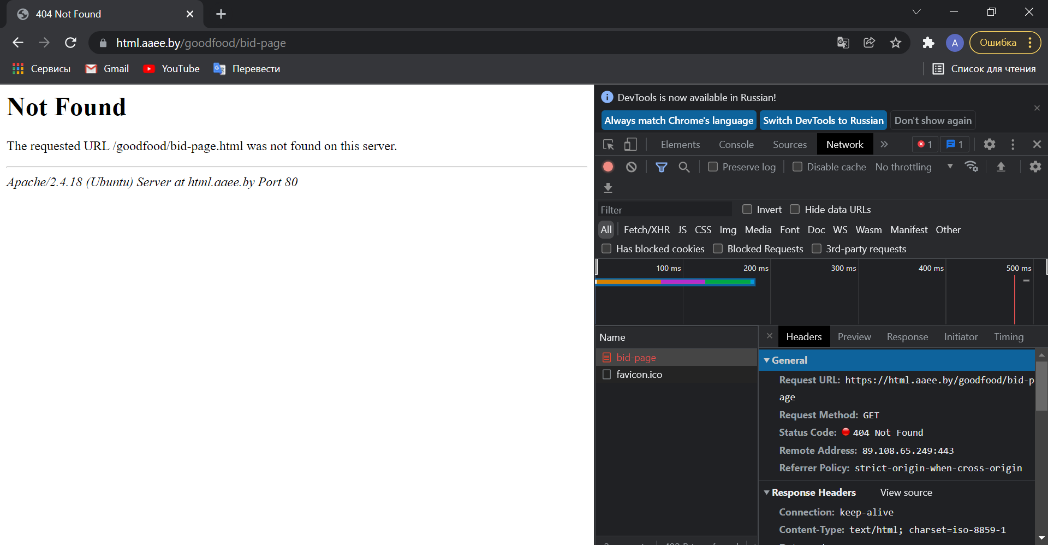 404 Not Found
html.aaee.by/goodfood/bid-page
A
Ошибка
Сервисы
Gmail
YouTube
Перевести
Список для чтения
Not Found
The requested URL /goodfood/bid-page.html was not found on this server.
Apache/2.4.18 (Ubuntu) Server at html.aaee.by Port 80
DevTools is now available in Russian!
Always match Chrome's language
Switch DevTools to Russian
Don't show again
Elements
Console
Sources
Network
1
1
Preserve log
Disable cache
No throttling
Filter
Invert
Hide data URLs
All
Fetch/XHR
JS
CSS
Img
Media
Font
Doc
WS
Wasm
Manifest
Other
Has blocked cookies
Blocked Requests
3rd-party requests
100 ms
200 ms
300 ms
400 ms
500 ms
Name
Headers
Preview
Response
Initiator
Timing
bid-page
favicon.ico
General
Request URL: https://html.aaee.by/goodfood/bid-p
age
Request Method: GET
Status Code: 404 Not Found
Remote Address: 89.108.65.249:443
Referrer Policy: strict-origin-when-cross-origin
Response Headers
View source
Connection: keep-alive
Content-Type: text/html; charset=iso-8859-1